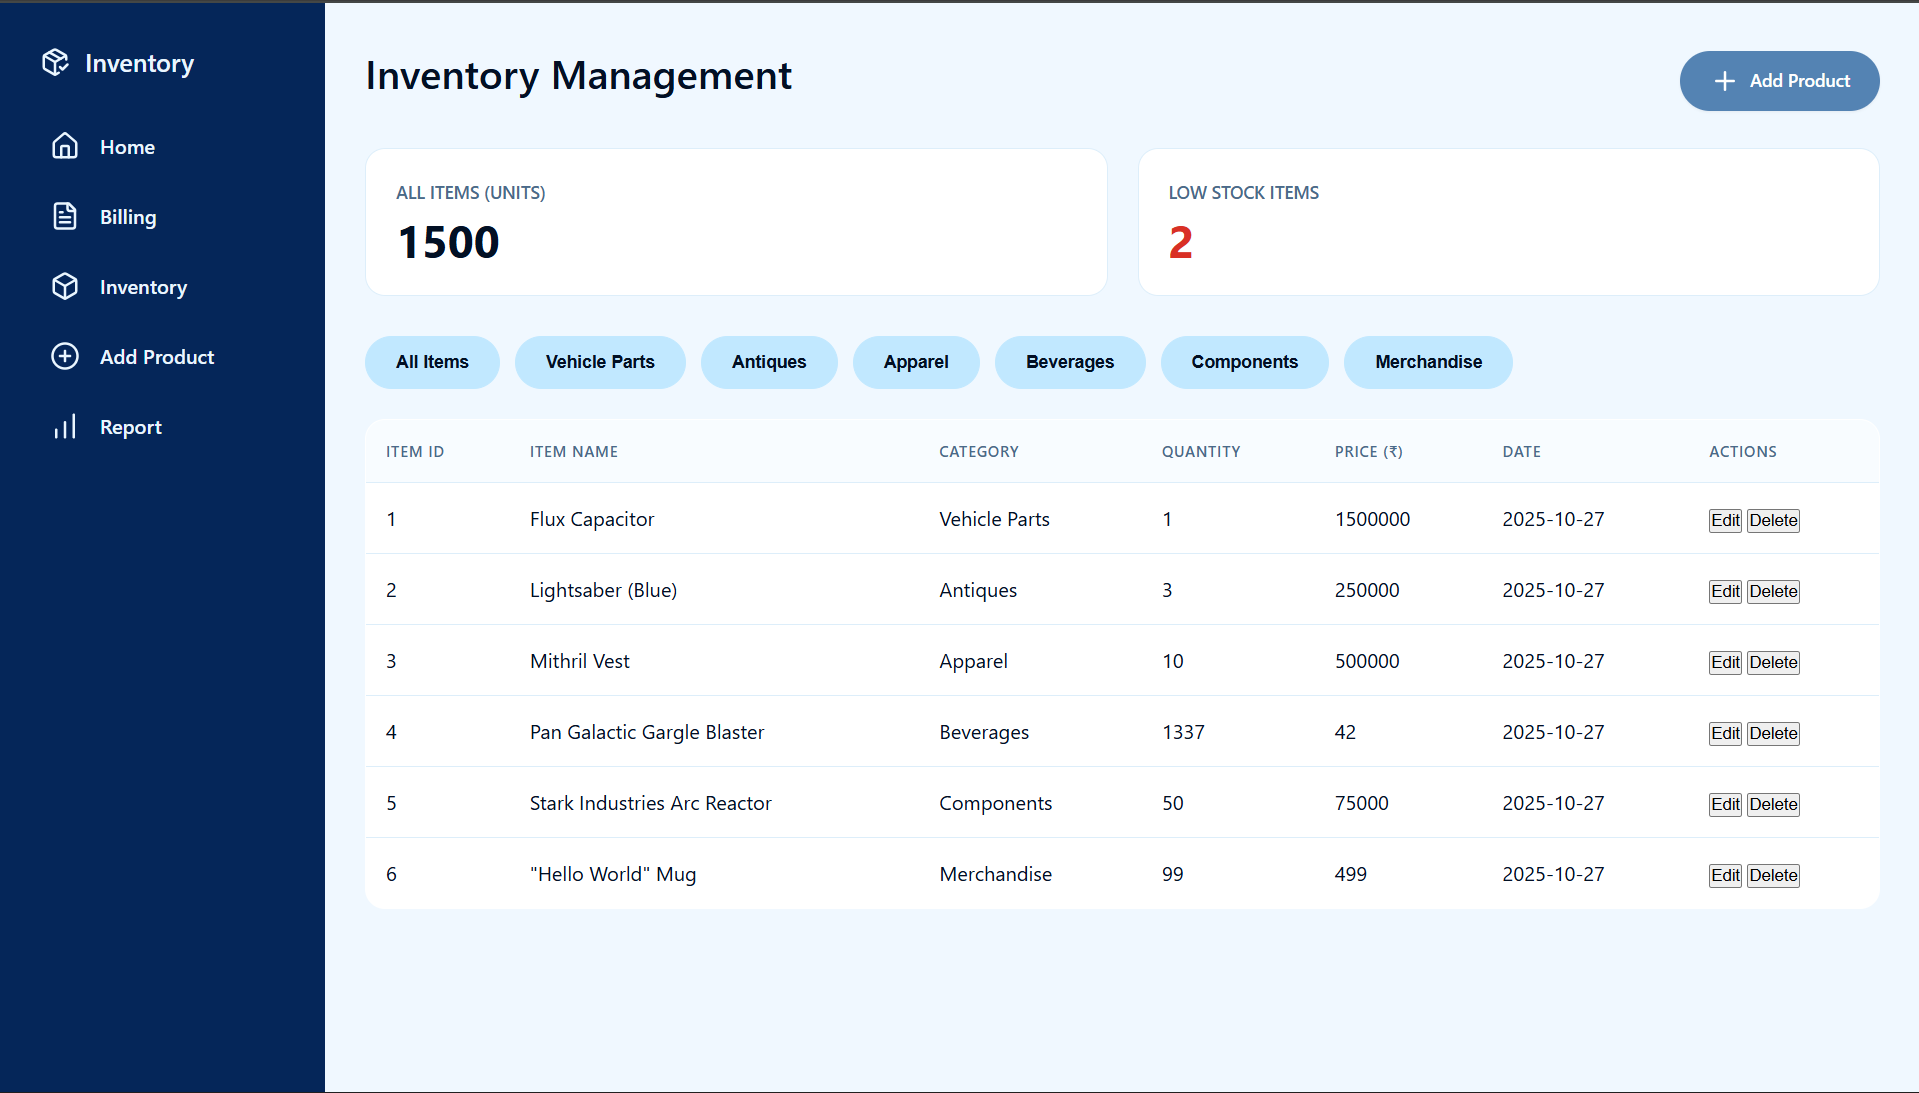 Inventory
Home
Billing
Inventory
Add Product
Report
Inventory Management
Add Product
ALL ITEMS (UNITS)
1500
LOW STOCK ITEMS
2
All Items Vehicle Parts Antiques Apparel Beverages Components Merchandise
ITEM ID ITEM NAME CATEGORY QUANTITY PRICE (₹) DATE ACTIONS
1 Flux Capacitor Vehicle Parts 1 1500000 2025-10-27 Edit Delete
2 Lightsaber (Blue) Antiques 3 250000 2025-10-27 Edit Delete
3 Mithril Vest Apparel 10 500000 2025-10-27 Edit Delete
4 Pan Galactic Gargle Blaster Beverages 1337 42 2025-10-27 Edit Delete
5 Stark Industries Arc Reactor Components 50 75000 2025-10-27 Edit Delete
6 "Hello World" Mug Merchandise 99 499 2025-10-27 Edit Delete